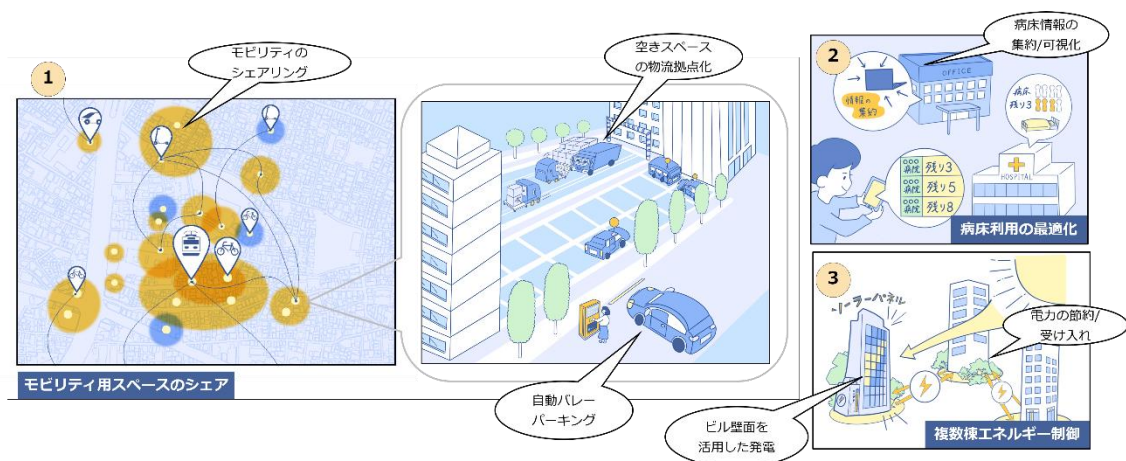 1
モビリティの
シェアリング
空きスペース
の物流拠点化
モビリティ用スペースのシェア
自動バレー
パーキング
2
病床情報の
集約/可視化
OFFICE
情報の
集約
病床
残り3
病院 残り3
病院 残り5
病院 残り8
HOSPITAL
病床利用の最適化
3
ソーラーパネル
電力の節約/
受け入れ
ビル壁面を
活用した発電
複数棟エネルギー制御